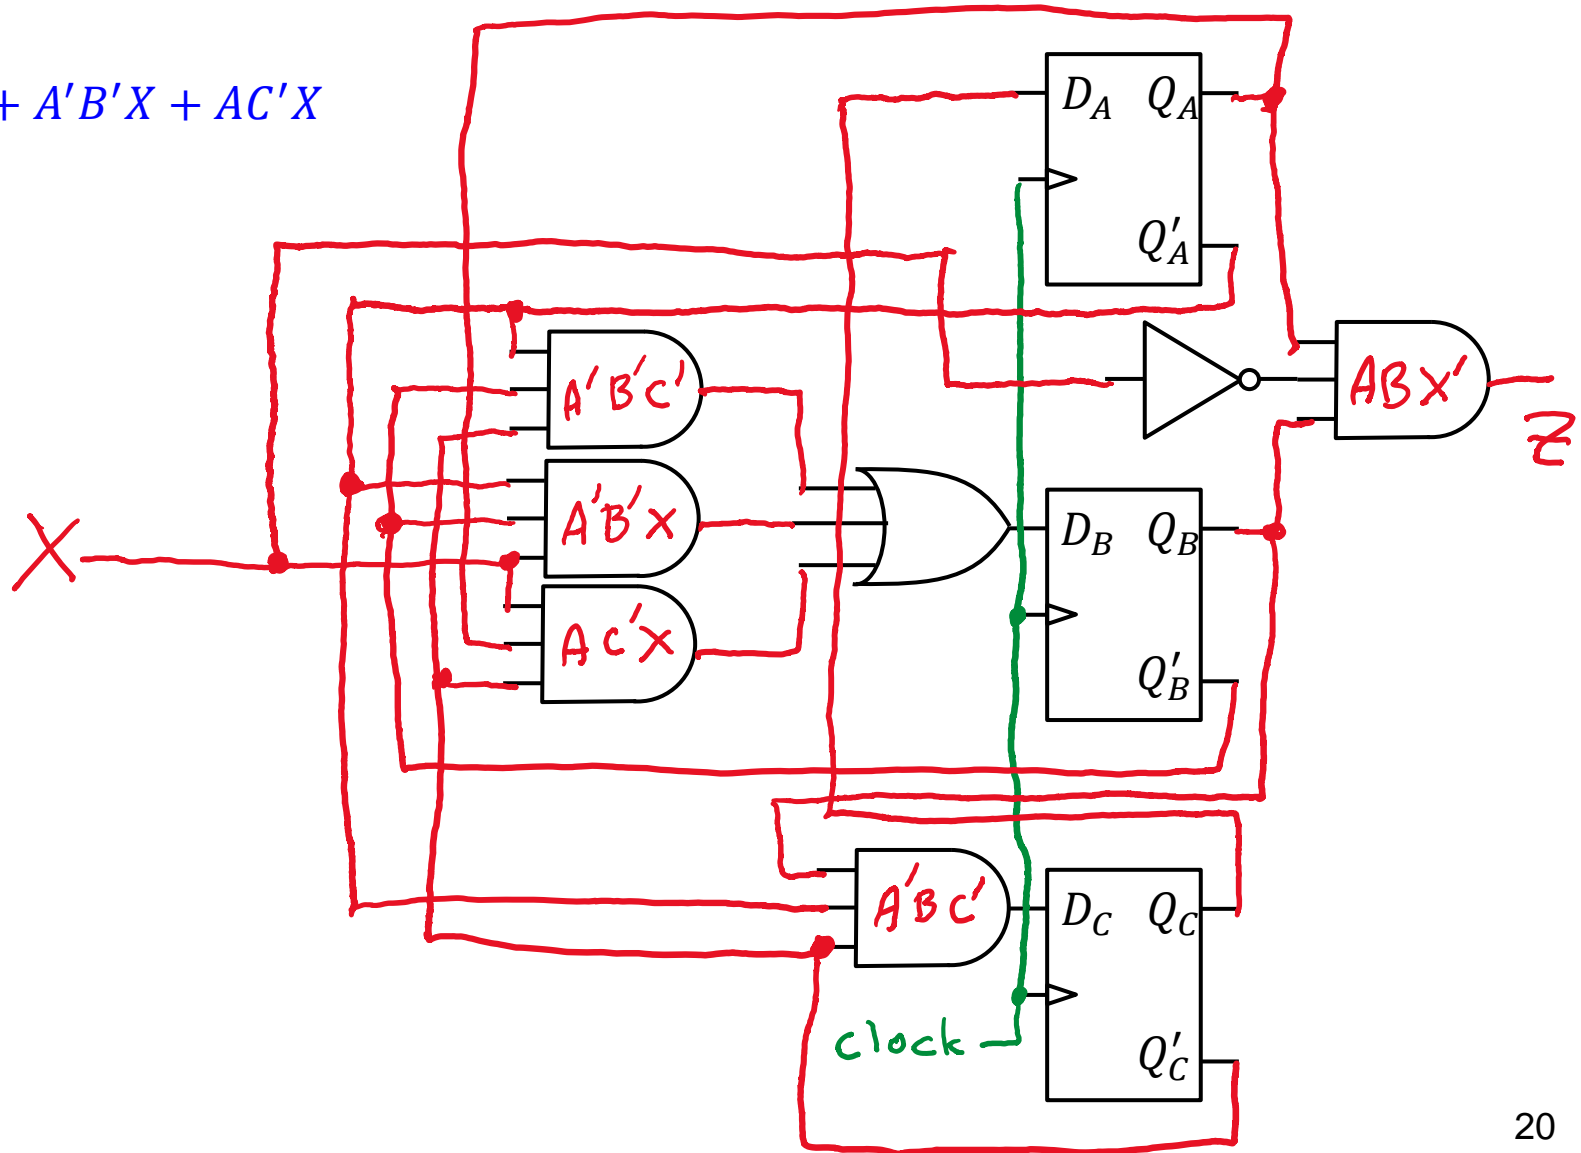 + A′B′X + AC′X
D_A Q_A
Q′_A
A′B′C′
ABX′
Z
A′B′X
X
D_B Q_B
AC′X
Q′_B
A′BC′
D_C Q_C
clock
Q′_C
20